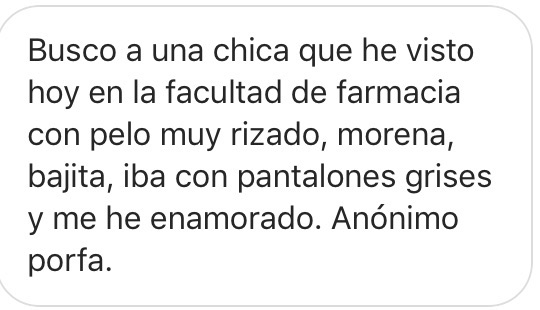 Busco a una chica que he visto
hoy en la facultad de farmacia
con pelo muy rizado, morena,
bajita, iba con pantalones grises
y me he enamorado. Anónimo
porfa.